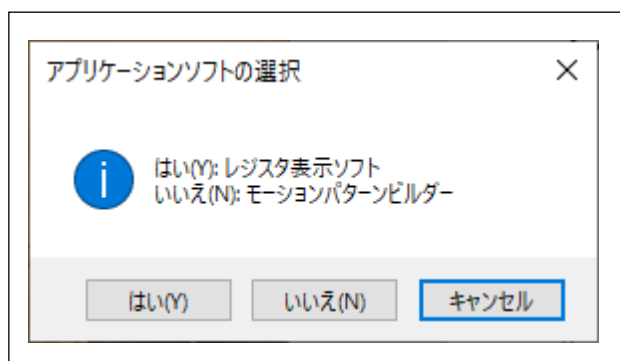 アプリケーションソフトの選択
はい(Y): レジスタ表示ソフト
いいえ(N): モーションパターンビルダー
はい(Y)
いいえ(N)
キャンセル